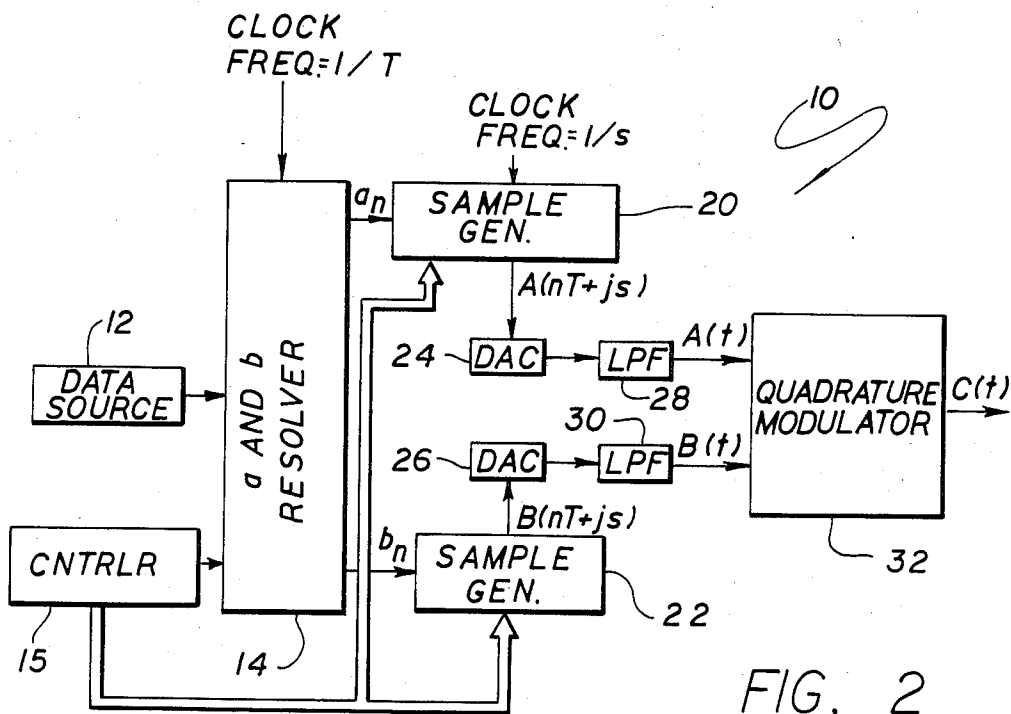 CLOCK
FREQ.=1/T
CLOCK
FREQ.=1/s
10
a_n
SAMPLE
GEN.
20
A(nT+js)
12
DATA
SOURCE
a AND b
RESOLVER
24
DAC
LPF
A(t)
28
QUADRATURE
MODULATOR
C(t)
30
26
DAC
LPF
B(t)
B(nT+js)
CNTRLR
b_n
SAMPLE
GEN.
32
22
15
14
FIG. 2